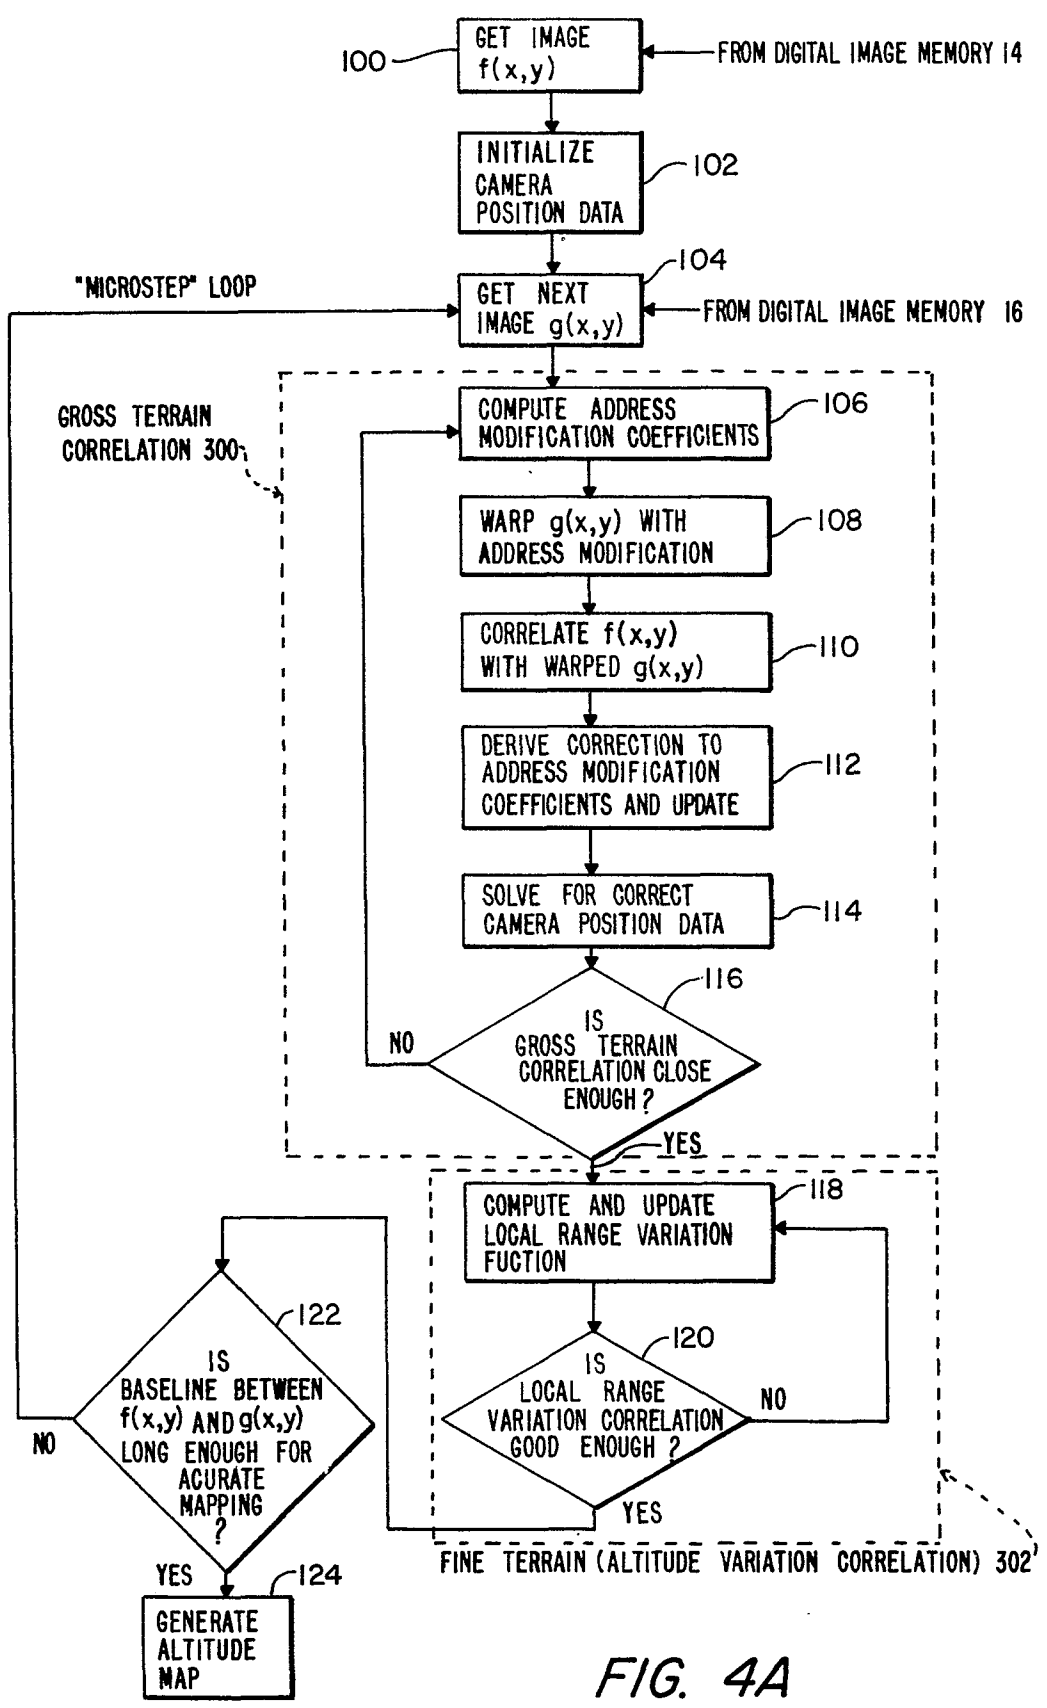 GET IMAGE
f(x,y)
100
FROM DIGITAL IMAGE MEMORY 14
INITIALIZE
CAMERA
POSITION DATA
102
"MICROSTEP" LOOP
104
GET NEXT
IMAGE g(x,y)
FROM DIGITAL IMAGE MEMORY 16
GROSS TERRAIN
CORRELATION 300
COMPUTE ADDRESS
MODIFICATION COEFFICIENTS
106
WARP g(x,y) WITH
ADDRESS MODIFICATION
108
CORRELATE f(x,y)
WITH WARPED g(x,y)
110
DERIVE CORRECTION TO
ADDRESS MODIFICATION
COEFFICIENTS AND UPDATE
112
SOLVE FOR CORRECT
CAMERA POSITION DATA
114
116
IS
GROSS TERRAIN
CORRELATION CLOSE
ENOUGH?
NO
YES
COMPUTE AND UPDATE
LOCAL RANGE VARIATION
FUCTION
118
120
IS
LOCAL RANGE
VARIATION CORRELATION
GOOD ENOUGH?
NO
YES
122
IS
BASELINE BETWEEN
f(x,y) AND g(x,y)
LONG ENOUGH FOR
ACURATE
MAPPING
?
NO
YES
FINE TERRAIN (ALTITUDE VARIATION CORRELATION) 302
124
GENERATE
ALTITUDE
MAP
FIG. 4A